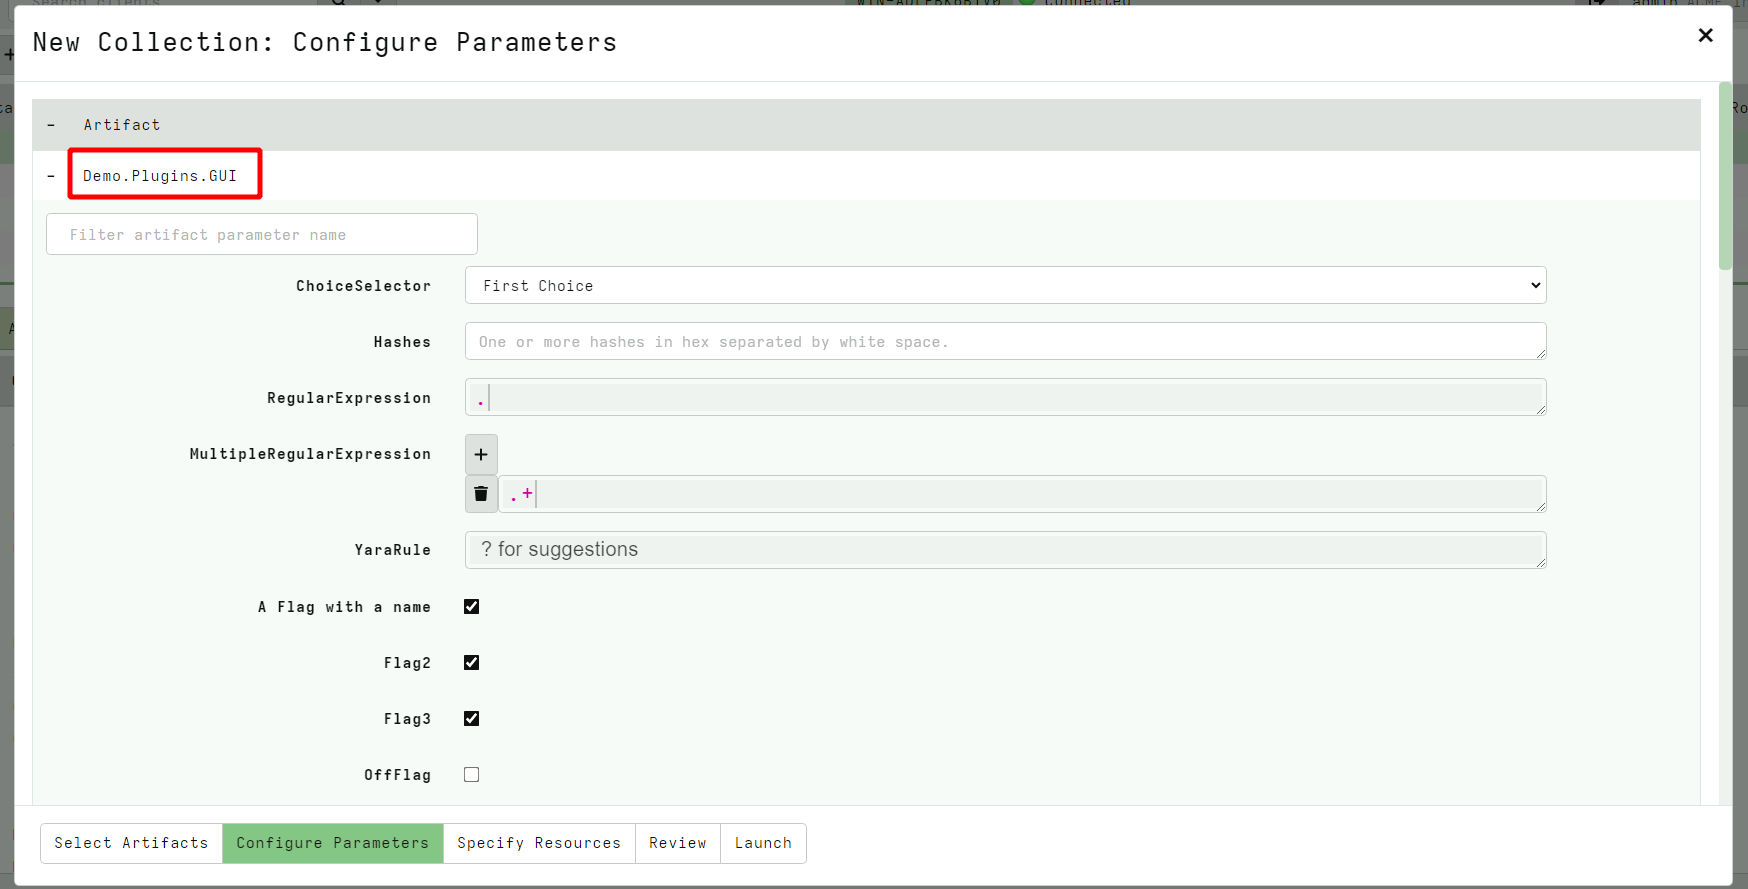 New Collection: Configure Parameters
- Artifact
- Demo.Plugins.GUI
Filter artifact parameter name
ChoiceSelector First Choice
Hashes One or more hashes in hex separated by white space.
RegularExpression .
MultipleRegularExpression +
.+
YaraRule ? for suggestions
A Flag with a name
Flag2
Flag3
OffFlag
Select Artifacts Configure Parameters Specify Resources Review Launch